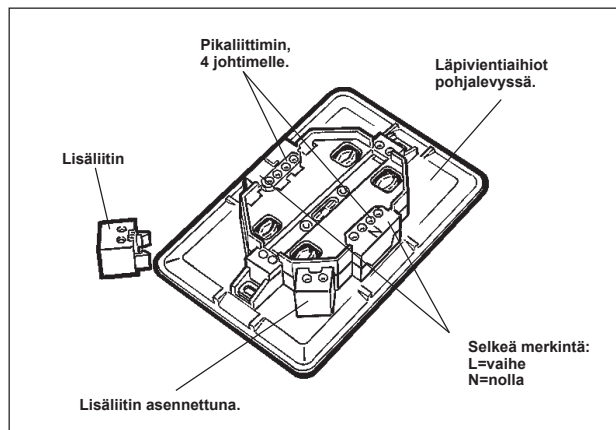 Pikaliittimin,
4 johtimelle.
Läpivientiaihiot
pohjalevyssä.
Lisäliitin
L
N
Selkeä merkintä:
L=vaihe
N=nolla
Lisäliitin asennettuna.